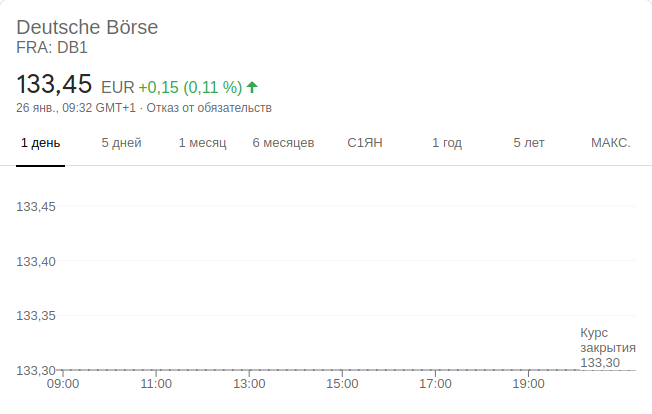 Deutsche Börse
FRA: DB1
133,45 EUR +0,15 (0,11 %)
26 янв., 09:32 GMT+1 · Отказ от обязательств
1 день 5 дней 1 месяц 6 месяцев С1ЯН 1 год 5 лет МАКС.
133,45
133,40
133,35
Курс
закрытия
133,30
133,30
09:00 11:00 13:00 15:00 17:00 19:00